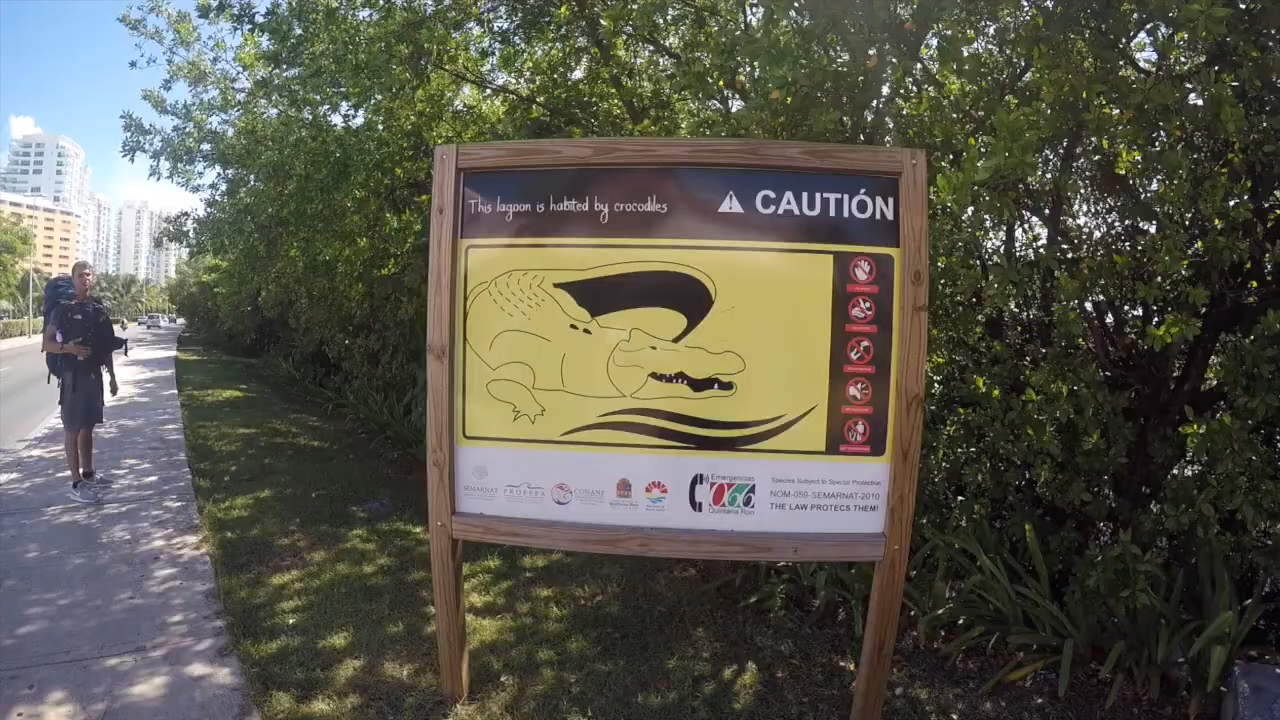 This lagoon is habited by crocodiles
CAUTIÓN
SEMARNAT
PROFEPA
CONANP
Emergencias
066
Quintana Roo
Species Subject to Special Protection
NOM-059-SEMARNAT-2010
THE LAW PROTECTS THEM!